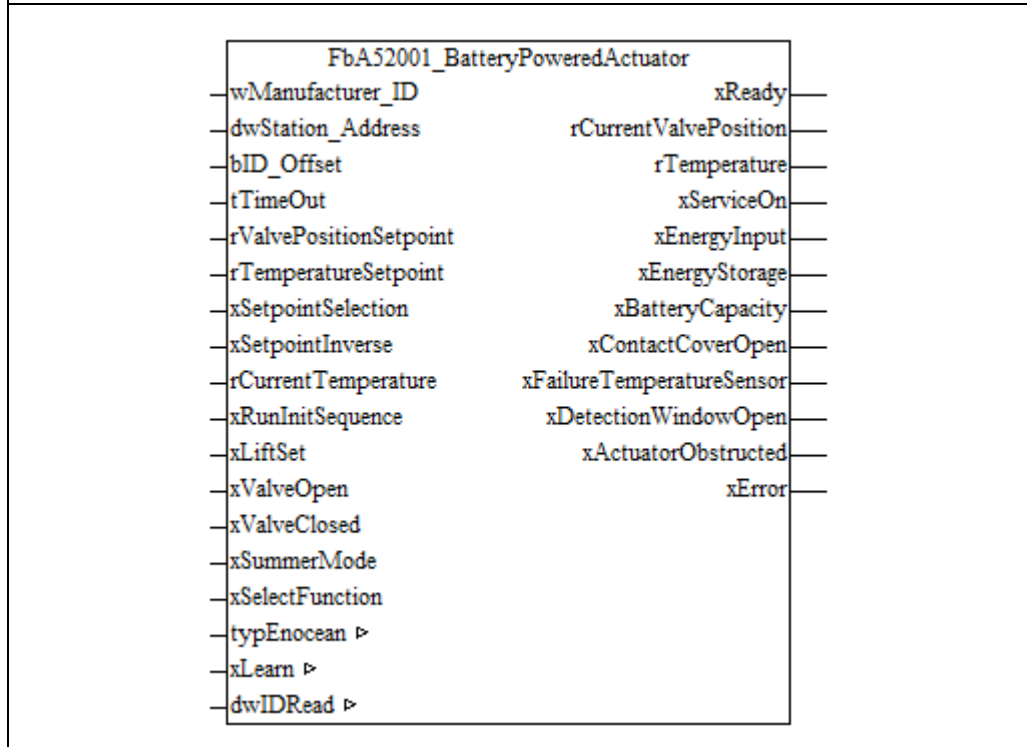 FbA52001_BatteryPoweredActuator
wManufacturer_ID xReady
dwStation_Address rCurrentValvePosition
bID_Offset rTemperature
tTimeOut xServiceOn
rValvePositionSetpoint xEnergyInput
rTemperatureSetpoint xEnergyStorage
xSetpointSelection xBatteryCapacity
xSetpointInverse xContactCoverOpen
rCurrentTemperature xFailureTemperatureSensor
xRunInitSequence xDetectionWindowOpen
xLiftSet xActuatorObstructed
xValveOpen xError
xValveClosed
xSummerMode
xSelectFunction
typEnocean ▷
xLearn ▷
dwIDRead ▷